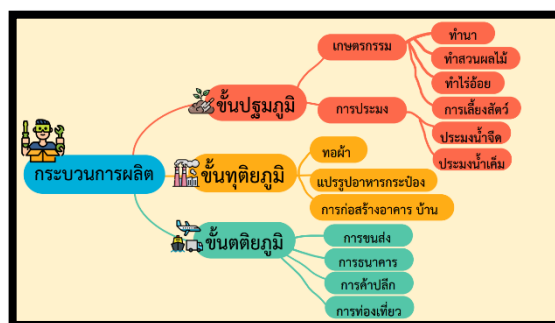 กระบวนการผลิต
ขั้นปฐมภูมิ
เกษตรกรรม
ทำนา
ทำสวนผลไม้
ทำไร่อ้อย
การเลี้ยงสัตว์
การประมง
ประมงน้ำจืด
ประมงน้ำเค็ม
ขั้นทุติยภูมิ
ทอผ้า
แปรรูปอาหารกระป๋อง
การก่อสร้างอาคาร บ้าน
ขั้นตติยภูมิ
การขนส่ง
การธนาคาร
การค้าปลีก
การท่องเที่ยว